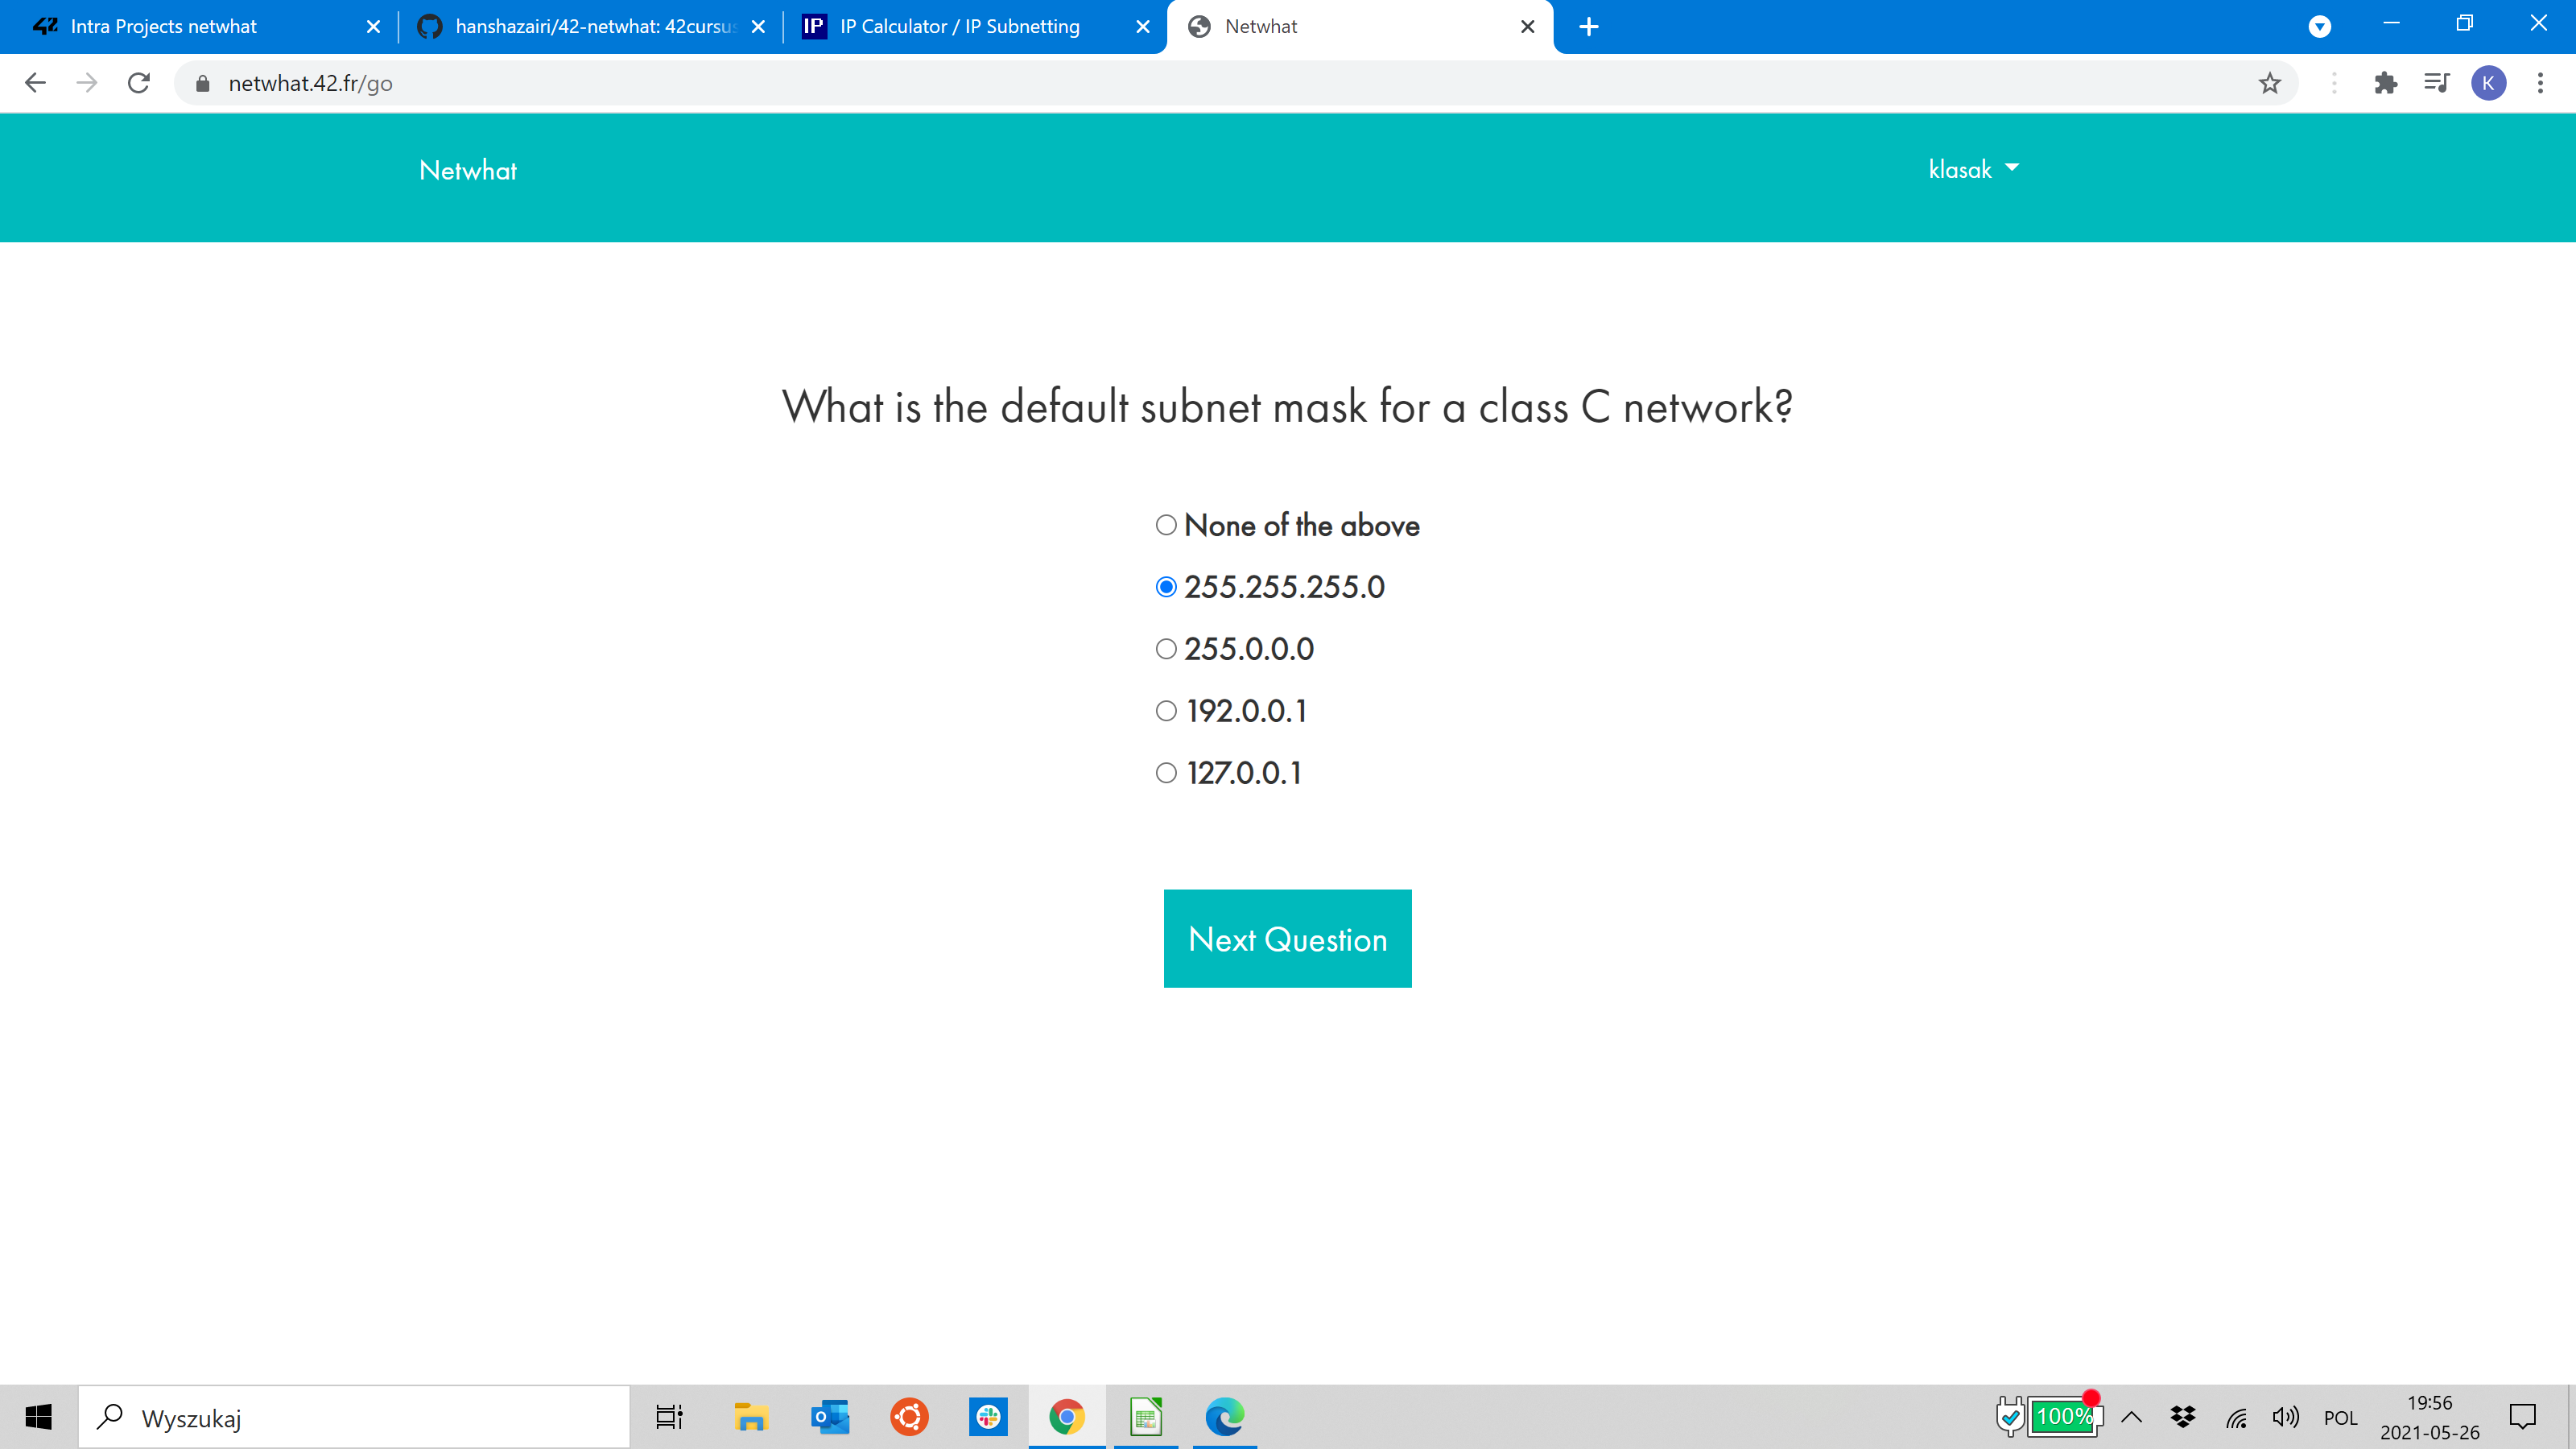 42 Intra Projects netwhat
hanshazairi/42-netwhat: 42cursus
IP IP Calculator / IP Subnetting
Netwhat
netwhat.42.fr/go
K
Netwhat
klasak
What is the default subnet mask for a class C network?
None of the above
255.255.255.0
255.0.0.0
192.0.0.1
127.0.0.1
Next Question
Wyszukaj
100%
POL
19:56
2021-05-26